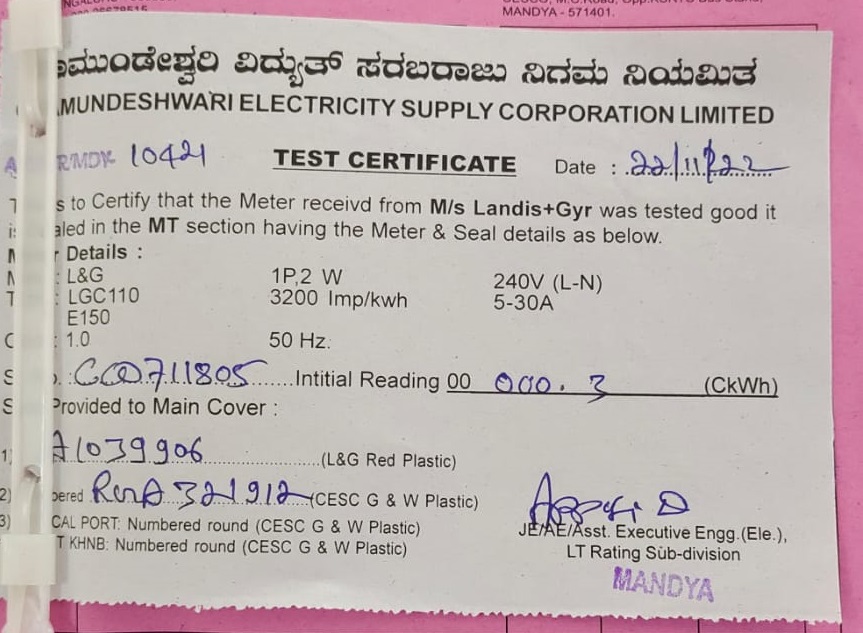 MANDYA - 571401.
ಾಮುಂಡೇಶ್ವರಿ ವಿದ್ಯುತ್ ಸರಬರಾಜು ನಿಗಮ ನಿಯಮಿತ
AMUNDESHWARI ELECTRICITY SUPPLY CORPORATION LIMITED
R/MDY 10421 TEST CERTIFICATE Date : 22/11/22
s to Certify that the Meter receivd from M/s Landis+Gyr was tested good it
aled in the MT section having the Meter & Seal details as below.
r Details :
: L&G 1P,2 W 240V (L-N)
: LGC110 3200 Imp/kwh 5-30A
E150
: 1.0 50 Hz.
711805 Intitial Reading 00 000.3 (CkWh)
Provided to Main Cover :
1) A1039906 (L&G Red Plastic)
2) bered 321912 (CESC G & W Plastic)
3) CAL PORT: Numbered round (CESC G & W Plastic)
T KHNB: Numbered round (CESC G & W Plastic)
JE/AE/Asst. Executive Engg.(Ele.),
LT Rating Sub-division
MANDYA